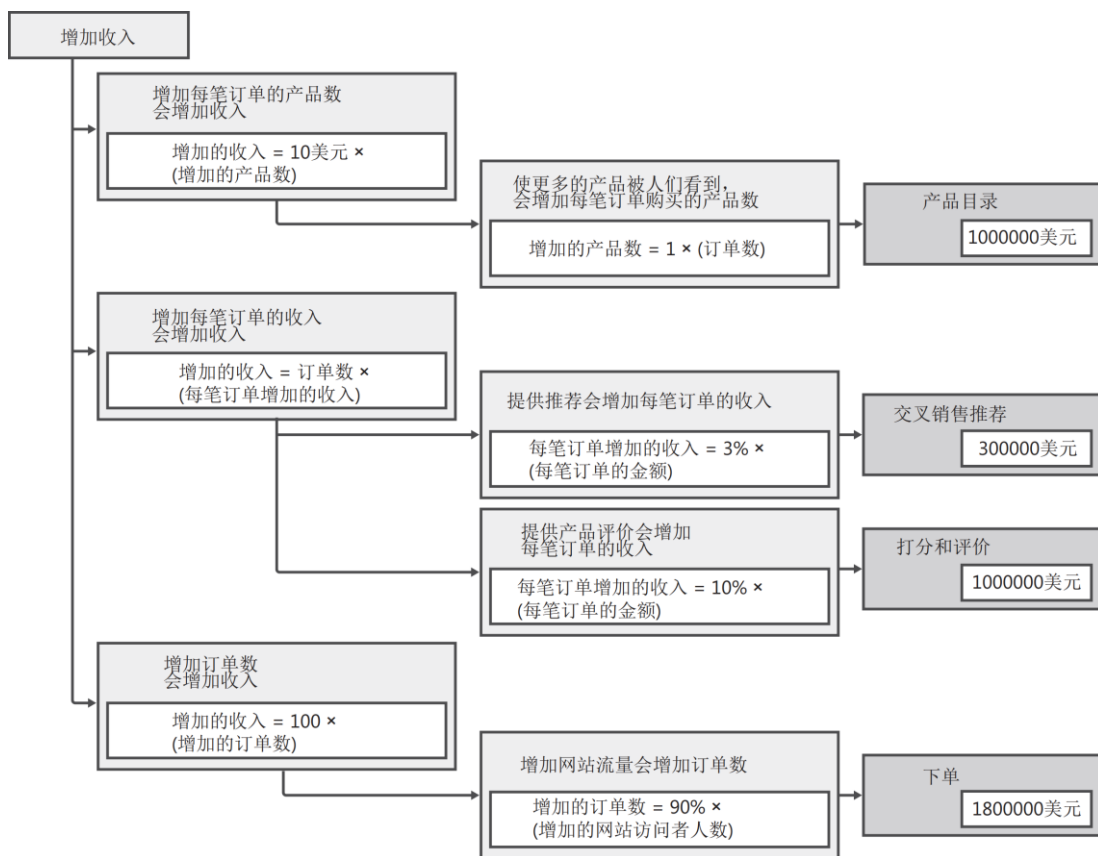 增加收入
增加每笔订单的产品数
会增加收入
增加的收入 = 10美元 ×
(增加的产品数)
使更多的产品被人们看到，
会增加每笔订单购买的产品数
增加的产品数 = 1 × (订单数)
产品目录
1000000美元
增加每笔订单的收入
会增加收入
增加的收入 = 订单数 ×
(每笔订单增加的收入)
提供推荐会增加每笔订单的收入
每笔订单增加的收入 = 3% ×
(每笔订单的金额)
交叉销售推荐
300000美元
提供产品评价会增加
每笔订单的收入
每笔订单增加的收入 = 10% ×
(每笔订单的金额)
打分和评价
1000000美元
增加订单数
会增加收入
增加的收入 = 100 ×
(增加的订单数)
增加网站流量会增加订单数
增加的订单数 = 90% ×
(增加的网站访问者人数)
下单
1800000美元